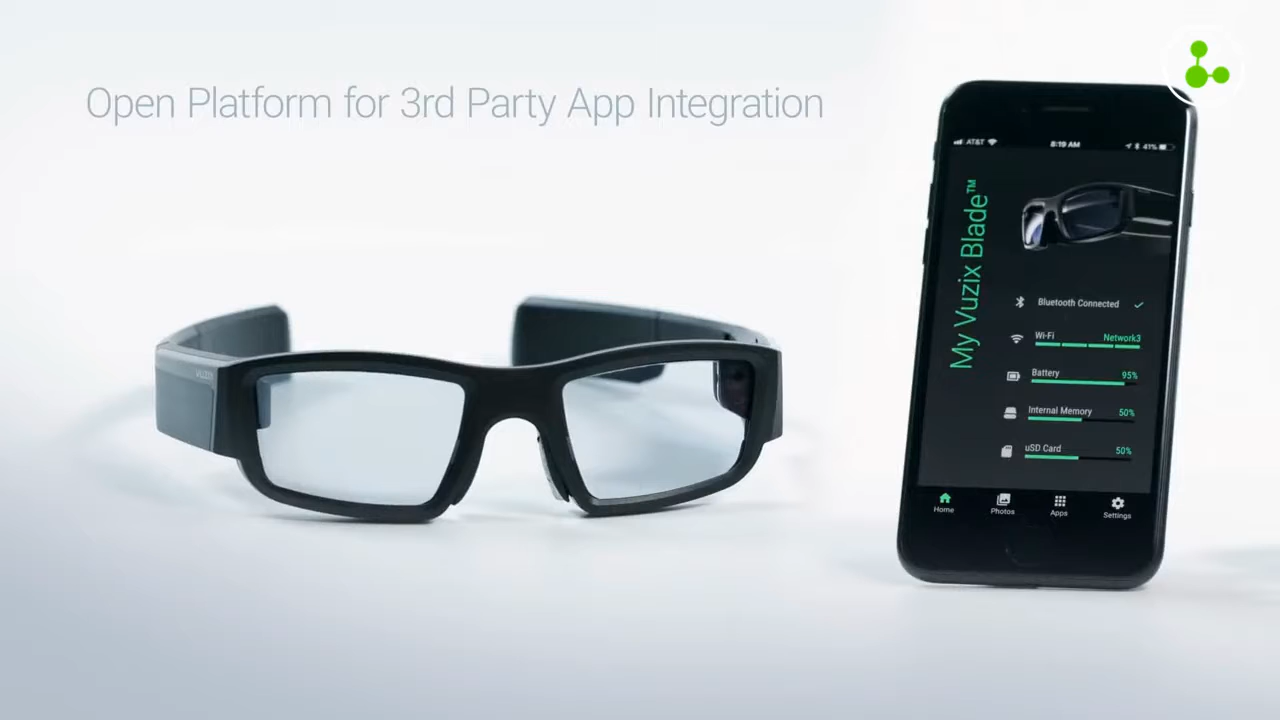 Open Platform for 3rd Party App Integration
VUZIX
AT&T
8:19 AM
41%
My Vuzix Blade™
Bluetooth Connected
Wi-Fi
Network3
Battery
95%
Internal Memory
50%
uSD Card
50%
Home
Photos
Apps
Settings